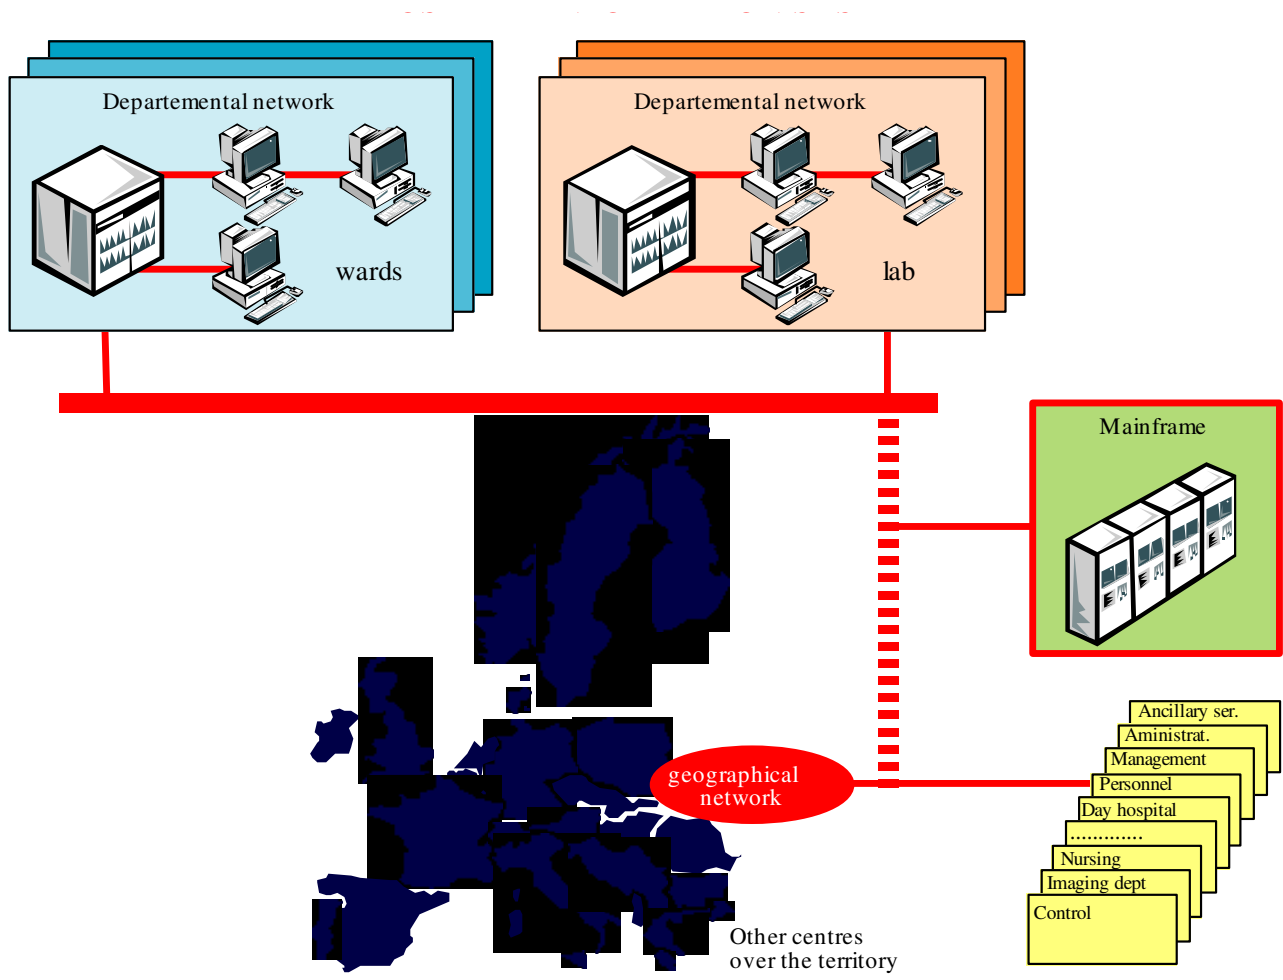 Departemental network
wards
Departemental network
lab
Mainframe
geographical
network
Ancillary ser.
Aministrat.
Management
Personnel
Day hospital
.............
Nursing
Imaging dept
Control
Other centres
over the territory